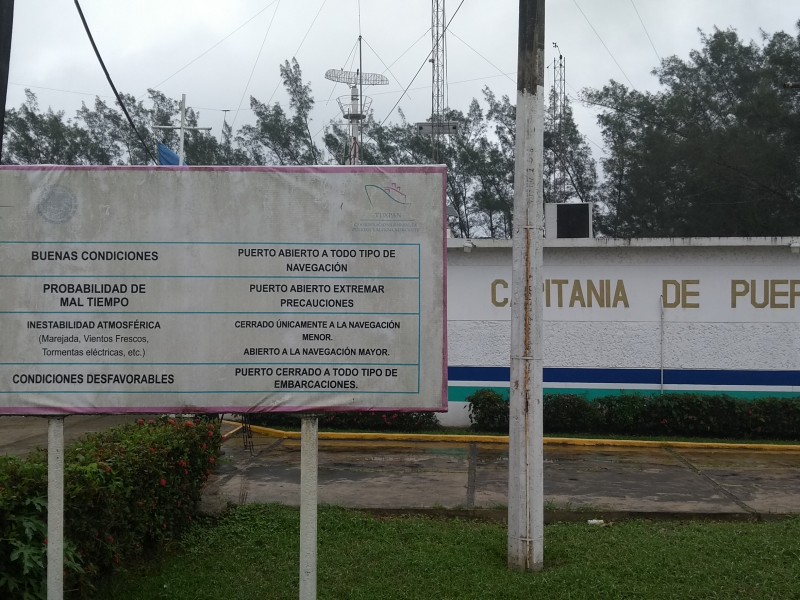 TUXPAN
BUENAS CONDICIONES
PUERTO ABIERTO A TODO TIPO DE
NAVEGACIÓN
PROBABILIDAD DE
MAL TIEMPO
PUERTO ABIERTO EXTREMAR
PRECAUCIONES
INESTABILIDAD ATMOSFÉRICA
(Marejada, Vientos Frescos,
Tormentas eléctricas, etc.)
CERRADO ÚNICAMENTE A LA NAVEGACIÓN
MENOR.
ABIERTO A LA NAVEGACIÓN MAYOR.
CONDICIONES DESFAVORABLES
PUERTO CERRADO A TODO TIPO DE
EMBARCACIONES.
CAPITANIA DE PUER